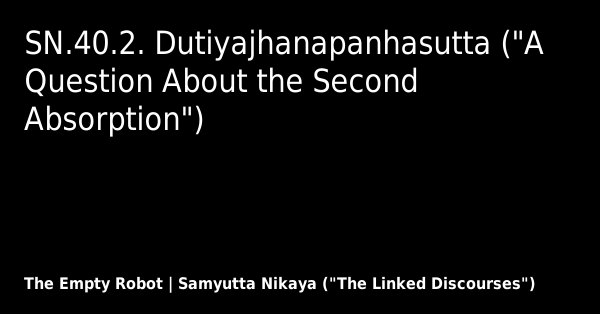 SN.40.2. Dutiyajhanapanhasutta ("A
Question About the Second
Absorption")
The Empty Robot | Samyutta Nikaya ("The Linked Discourses")